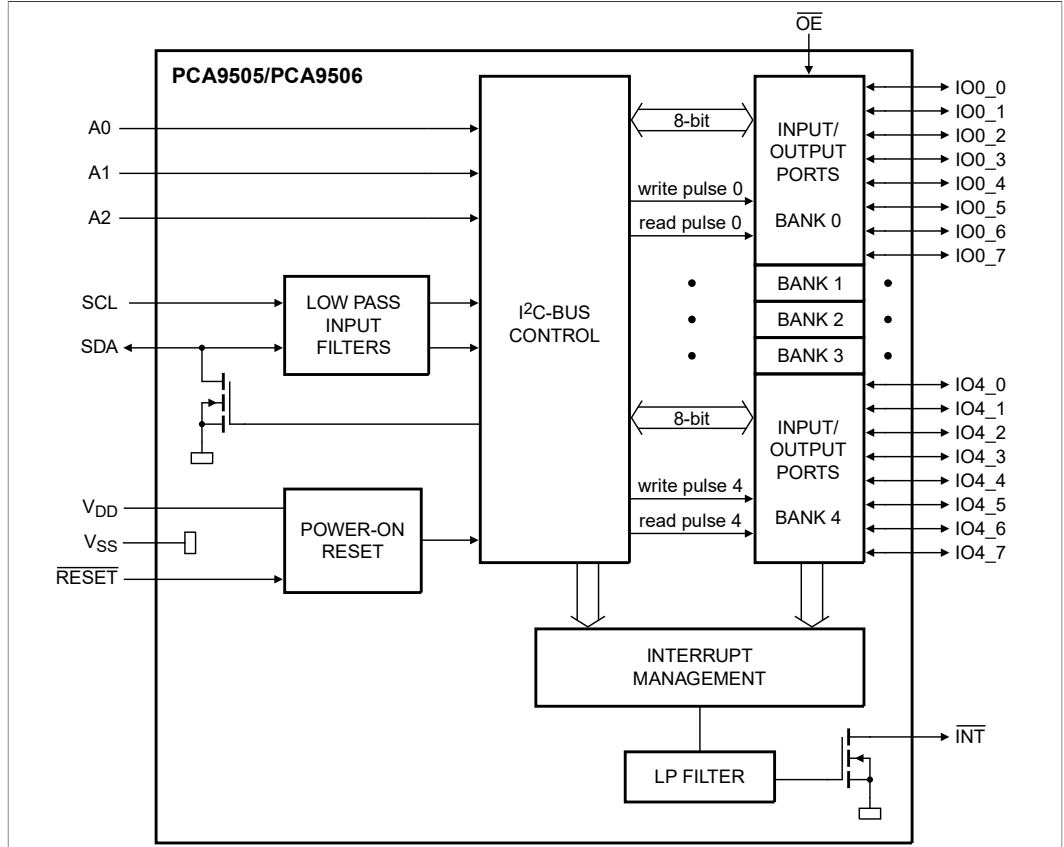 OE
PCA9505/PCA9506
A0
A1
A2
SCL
SDA
LOW PASS
INPUT
FILTERS
VDD
VSS
RESET
POWER-ON
RESET
I2C-BUS
CONTROL
8-bit
write pulse 0
read pulse 0
8-bit
write pulse 4
read pulse 4
INPUT/
OUTPUT
PORTS
BANK 0
BANK 1
BANK 2
BANK 3
INPUT/
OUTPUT
PORTS
BANK 4
IO0_0
IO0_1
IO0_2
IO0_3
IO0_4
IO0_5
IO0_6
IO0_7
IO4_0
IO4_1
IO4_2
IO4_3
IO4_4
IO4_5
IO4_6
IO4_7
INTERRUPT
MANAGEMENT
LP FILTER
INT